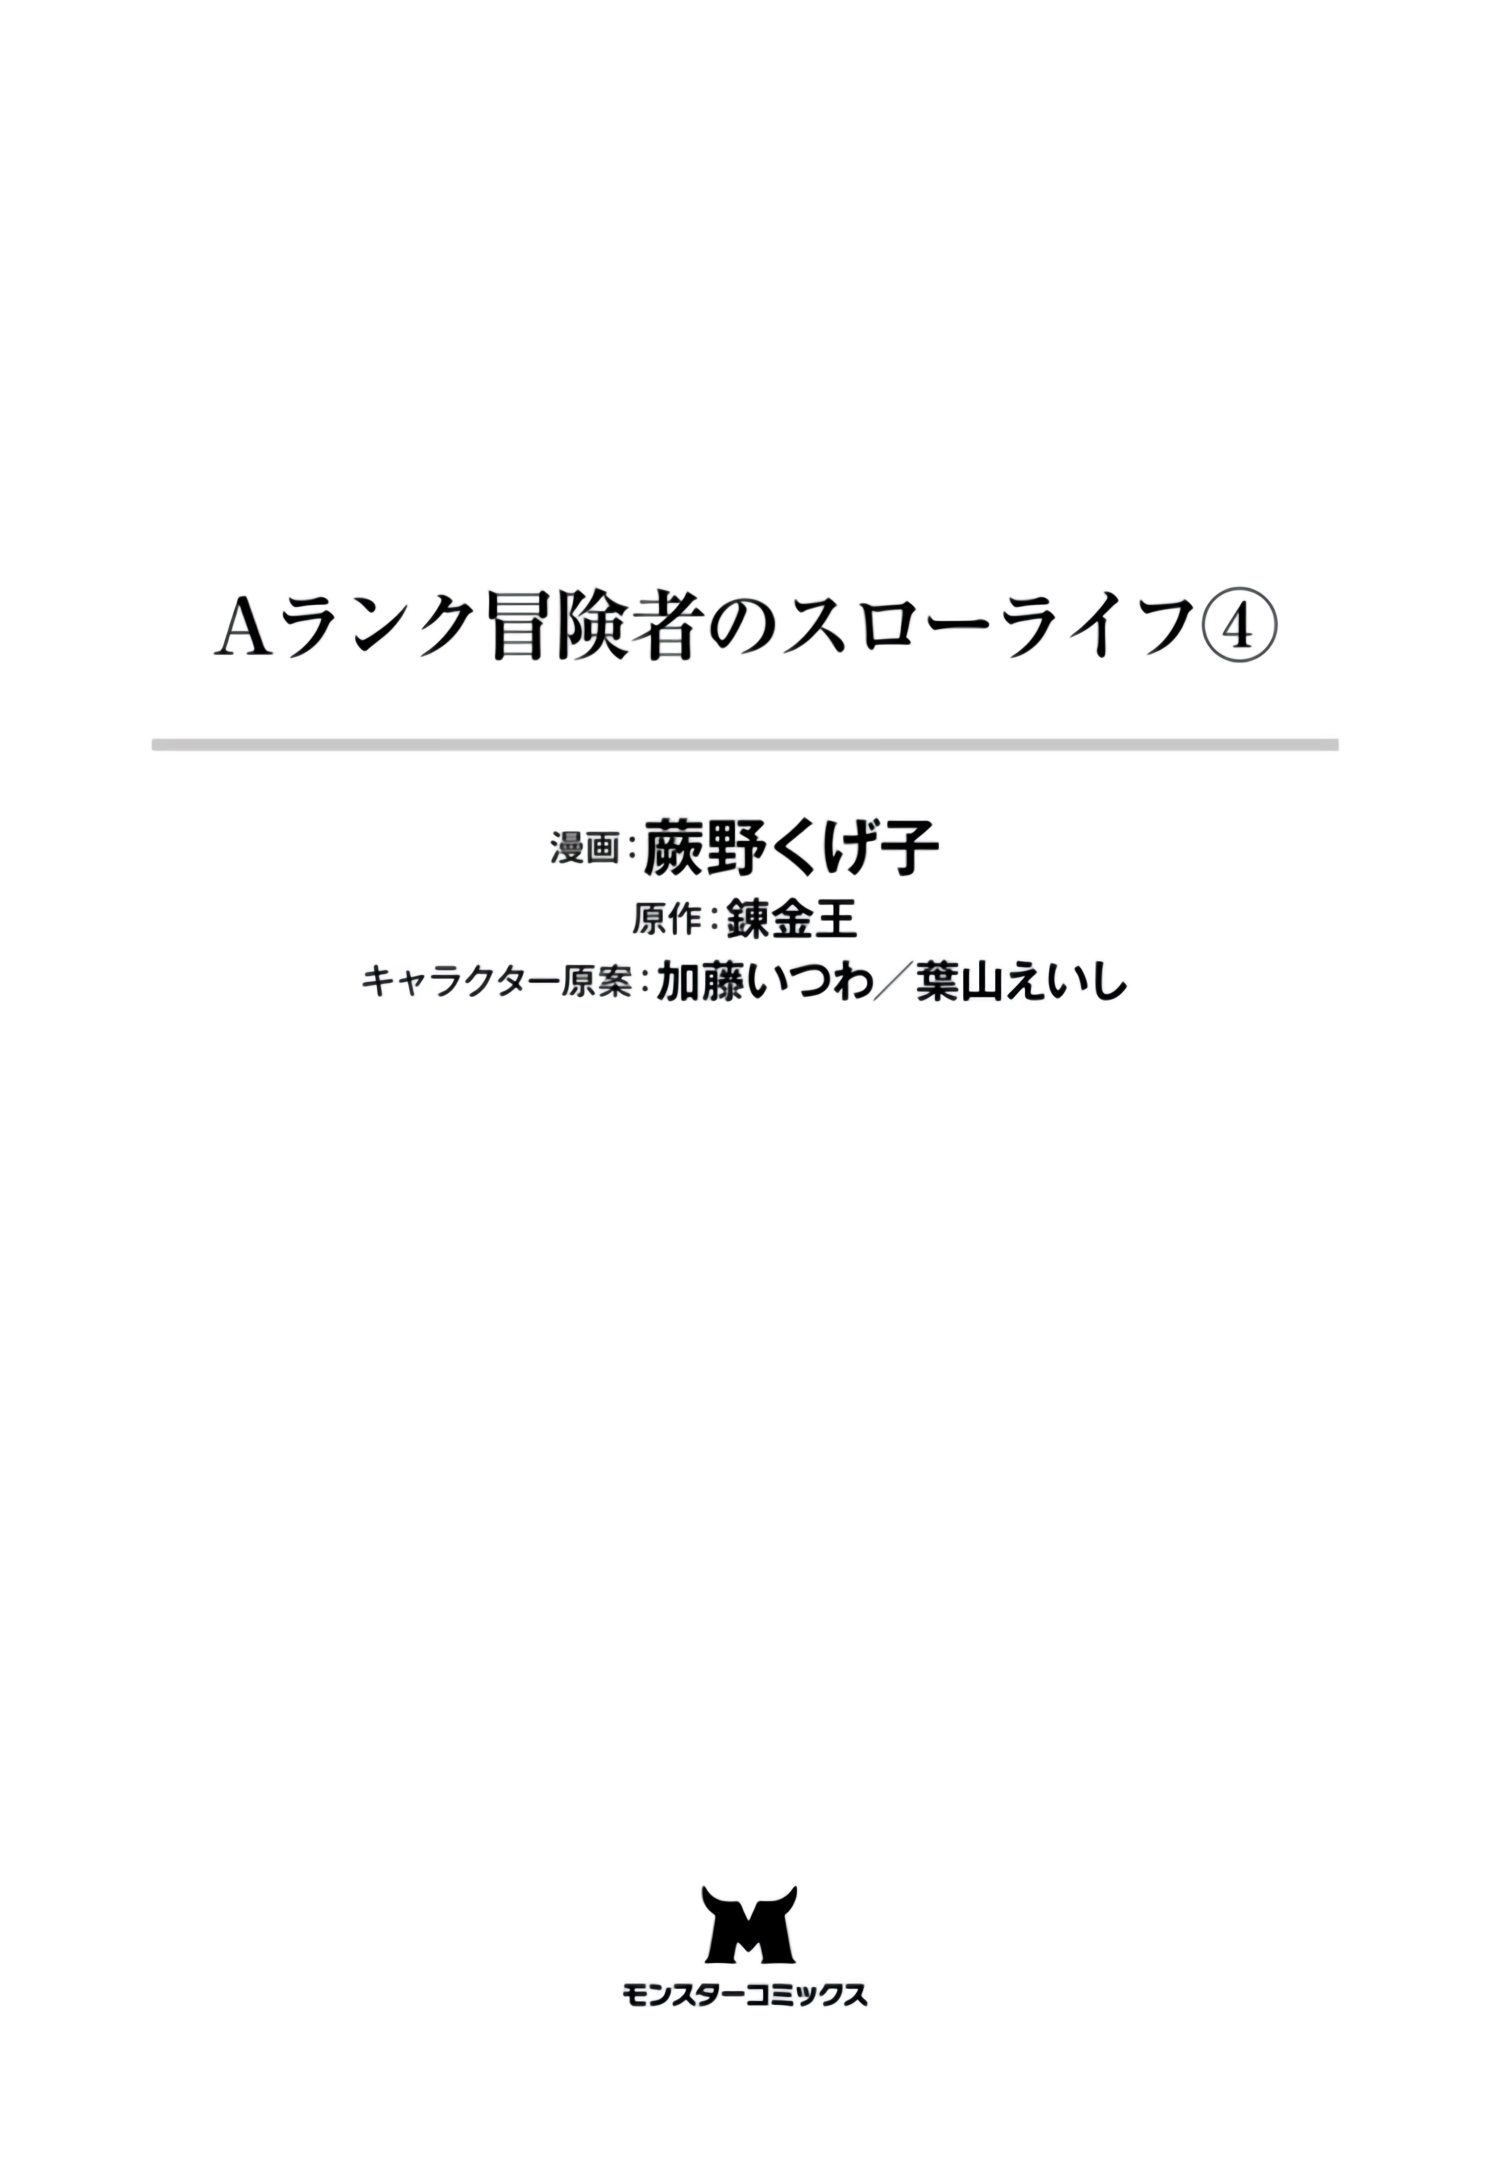 Aランク冒険者のスローライフ④
漫画：蕨野くげ子
原作：錬金王
キャラクター原案：加藤いつわ／葉山えいし
M
モンスターコミックス